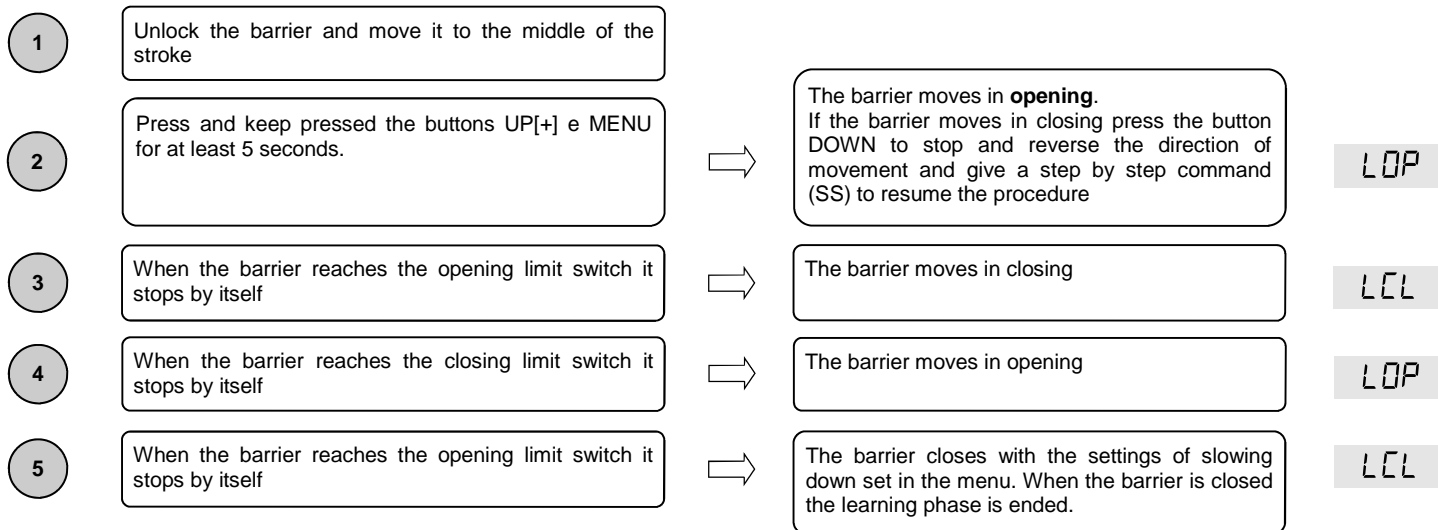 1
Unlock the barrier and move it to the middle of the
stroke
2
Press and keep pressed the buttons UP[+] e MENU
for at least 5 seconds.
The barrier moves in opening.
If the barrier moves in closing press the button
DOWN to stop and reverse the direction of
movement and give a step by step command
(SS) to resume the procedure
LOP
3
When the barrier reaches the opening limit switch it
stops by itself
The barrier moves in closing
LCL
4
When the barrier reaches the closing limit switch it
stops by itself
The barrier moves in opening
LOP
5
When the barrier reaches the opening limit switch it
stops by itself
The barrier closes with the settings of slowing
down set in the menu. When the barrier is closed
the learning phase is ended.
LCL